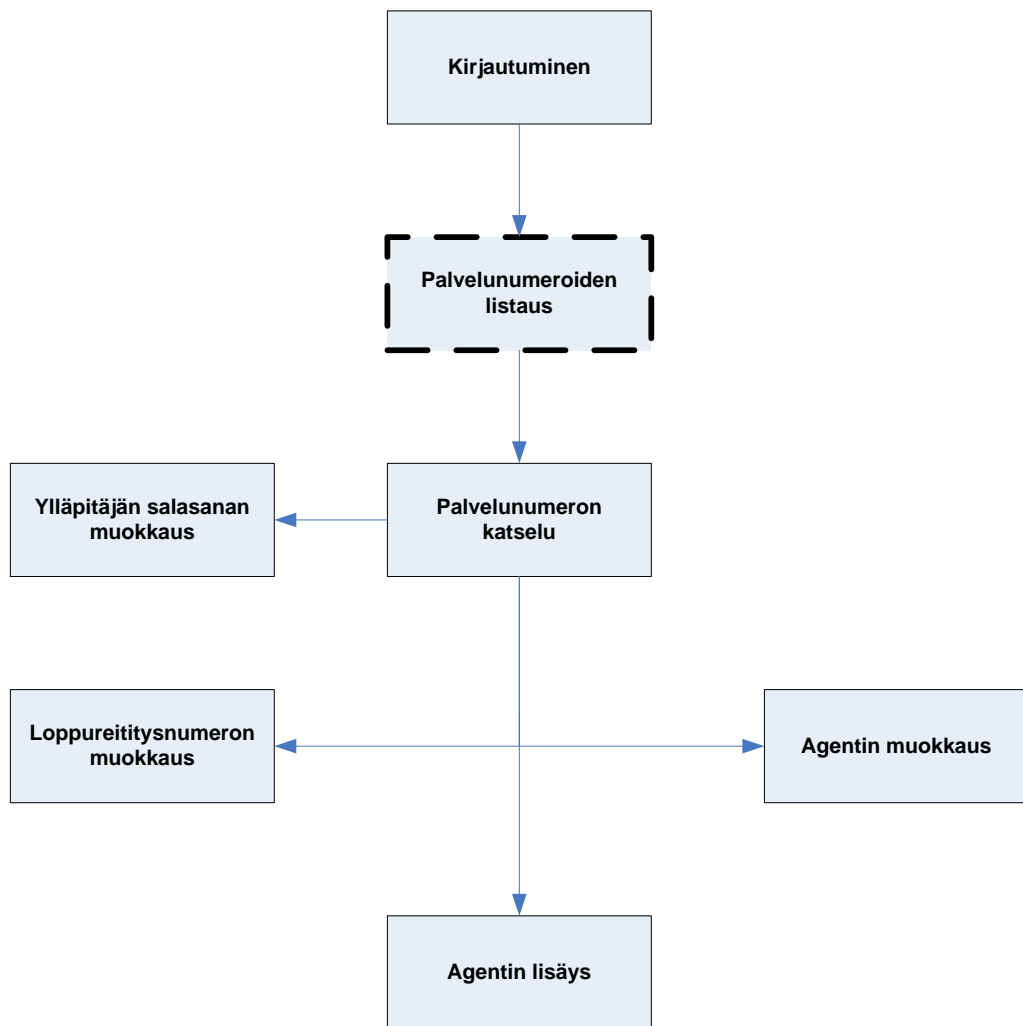 Kirjautuminen
Palvelunumeroiden
listaus
Ylläpitäjän salasanan
muokkaus
Palvelunumeron
katselu
Loppureititysnumeron
muokkaus
Agentin muokkaus
Agentin lisäys